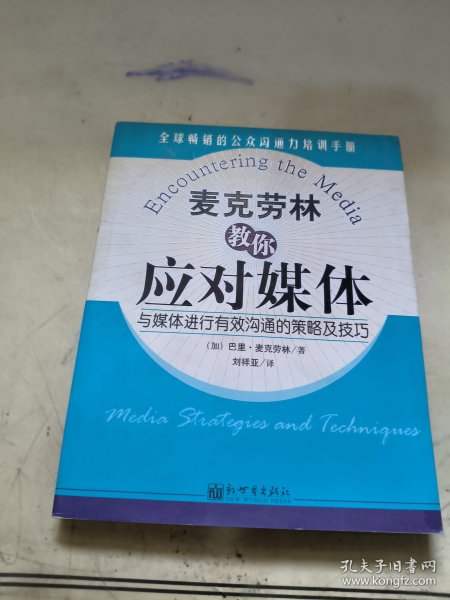 全球畅销的公众沟通力培训手册
Encountering the Media
麦克劳林
教你
应对媒体
与媒体进行有效沟通的策略及技巧
(加) 巴里·麦克劳林/著
刘祥亚/译
Media Strategies and Techniques
新世界出版社
NEW WORLD PRESS
孔夫子旧书网
www.kongfz.com